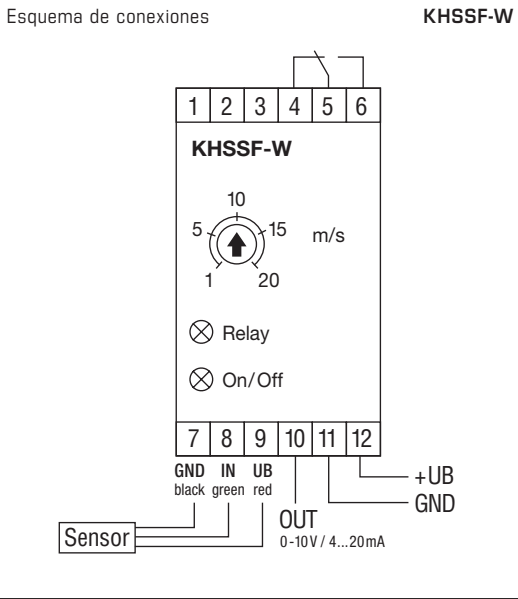 Esquema de conexiones KHSSF-W
1 2 3 4 5 6
KHSSF-W
10
5 15 m/s
1 20
Relay
On/Off
7 8 9 10 11 12
GND IN UB
black green red
+UB
GND
OUT
0-10V / 4...20mA
Sensor